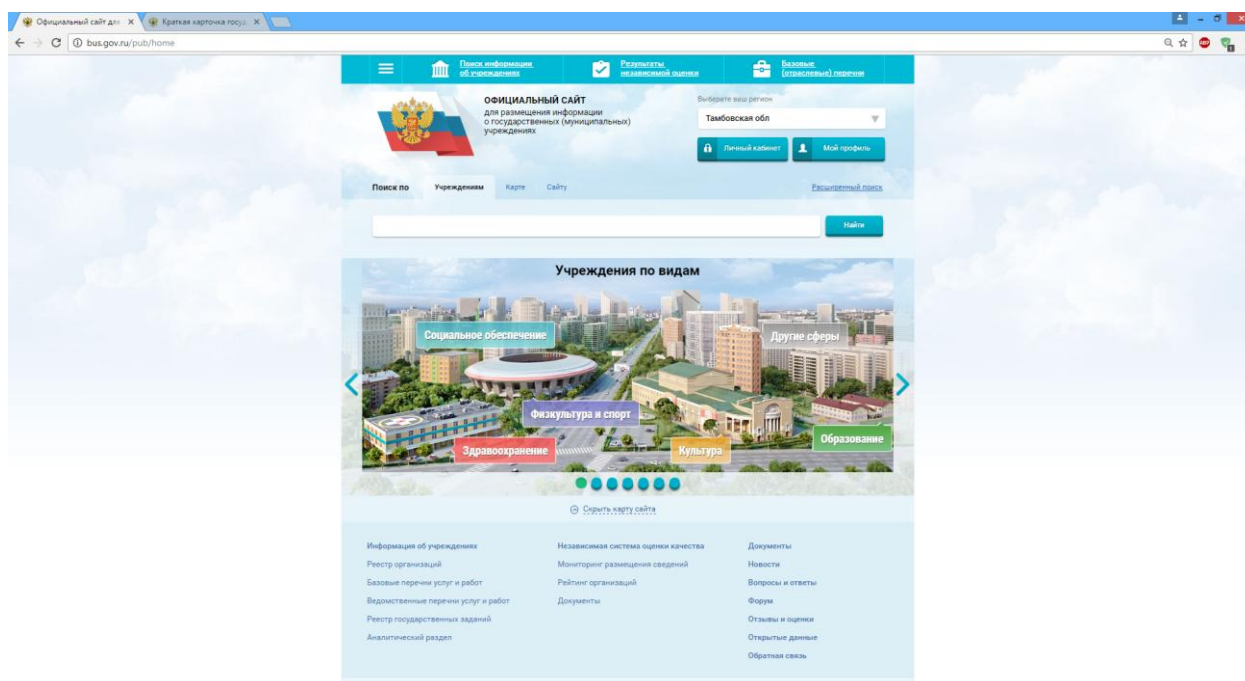 Официальный сайт для
Краткая карточка госуд
bus.gov.ru/pub/home
Поиск информации
об учреждениях
Результаты
независимой оценки
Базовые
(отраслевые) перечни
ОФИЦИАЛЬНЫЙ САЙТ
для размещения информации
о государственных (муниципальных)
учреждениях
Выберете ваш регион
Тамбовская обл
Личный кабинет
Мой профиль
Поиск по
Учреждениям
Карте
Сайту
Расширенный поиск
Найти
Учреждения по видам
Социальное обеспечение
Другие сферы
Физкультура и спорт
Образование
Здравоохранение
Культура
Скрыть карту сайта
Информация об учреждениях
Реестр организаций
Базовые перечни услуг и работ
Ведомственные перечни услуг и работ
Реестр государственных заданий
Аналитический раздел
Независимая система оценки качества
Мониторинг размещения сведений
Рейтинг организаций
Документы
Документы
Новости
Вопросы и ответы
Форум
Отзывы и оценки
Открытые данные
Обратная связь